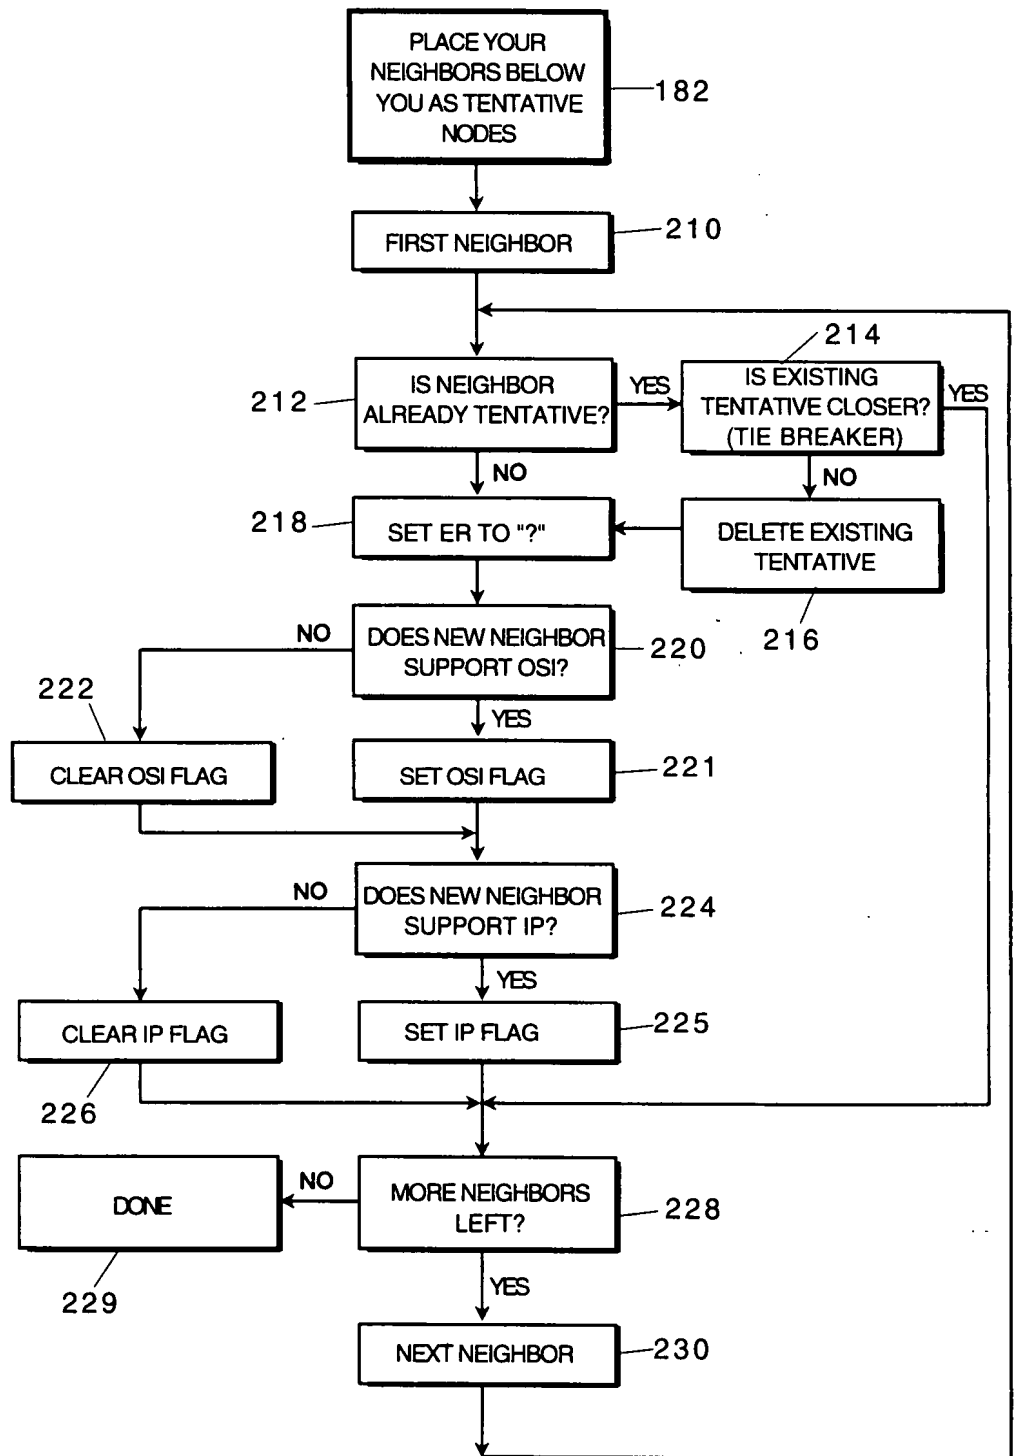 PLACE YOUR
NEIGHBORS BELOW
YOU AS TENTATIVE
NODES
182
FIRST NEIGHBOR
210
214
212
IS NEIGHBOR
ALREADY TENTATIVE?
YES
IS EXISTING
TENTATIVE CLOSER?
(TIE BREAKER)
YES
NO
NO
218
SET ER TO "?"
DELETE EXISTING
TENTATIVE
216
NO
DOES NEW NEIGHBOR
SUPPORT OSI?
220
222
YES
CLEAR OSI FLAG
SET OSI FLAG
221
NO
DOES NEW NEIGHBOR
SUPPORT IP?
224
YES
CLEAR IP FLAG
SET IP FLAG
225
226
DONE
NO
MORE NEIGHBORS
LEFT?
228
229
YES
NEXT NEIGHBOR
230